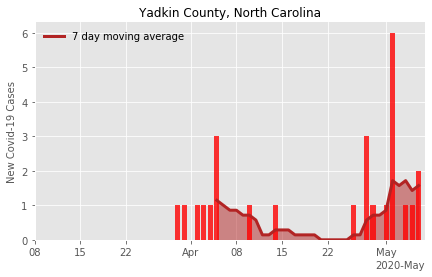 Yadkin County, North Carolina
7 day moving average
New Covid-19 Cases
6
5
4
3
2
1
0
08 15 22 Apr 08 15 22 May
2020-May